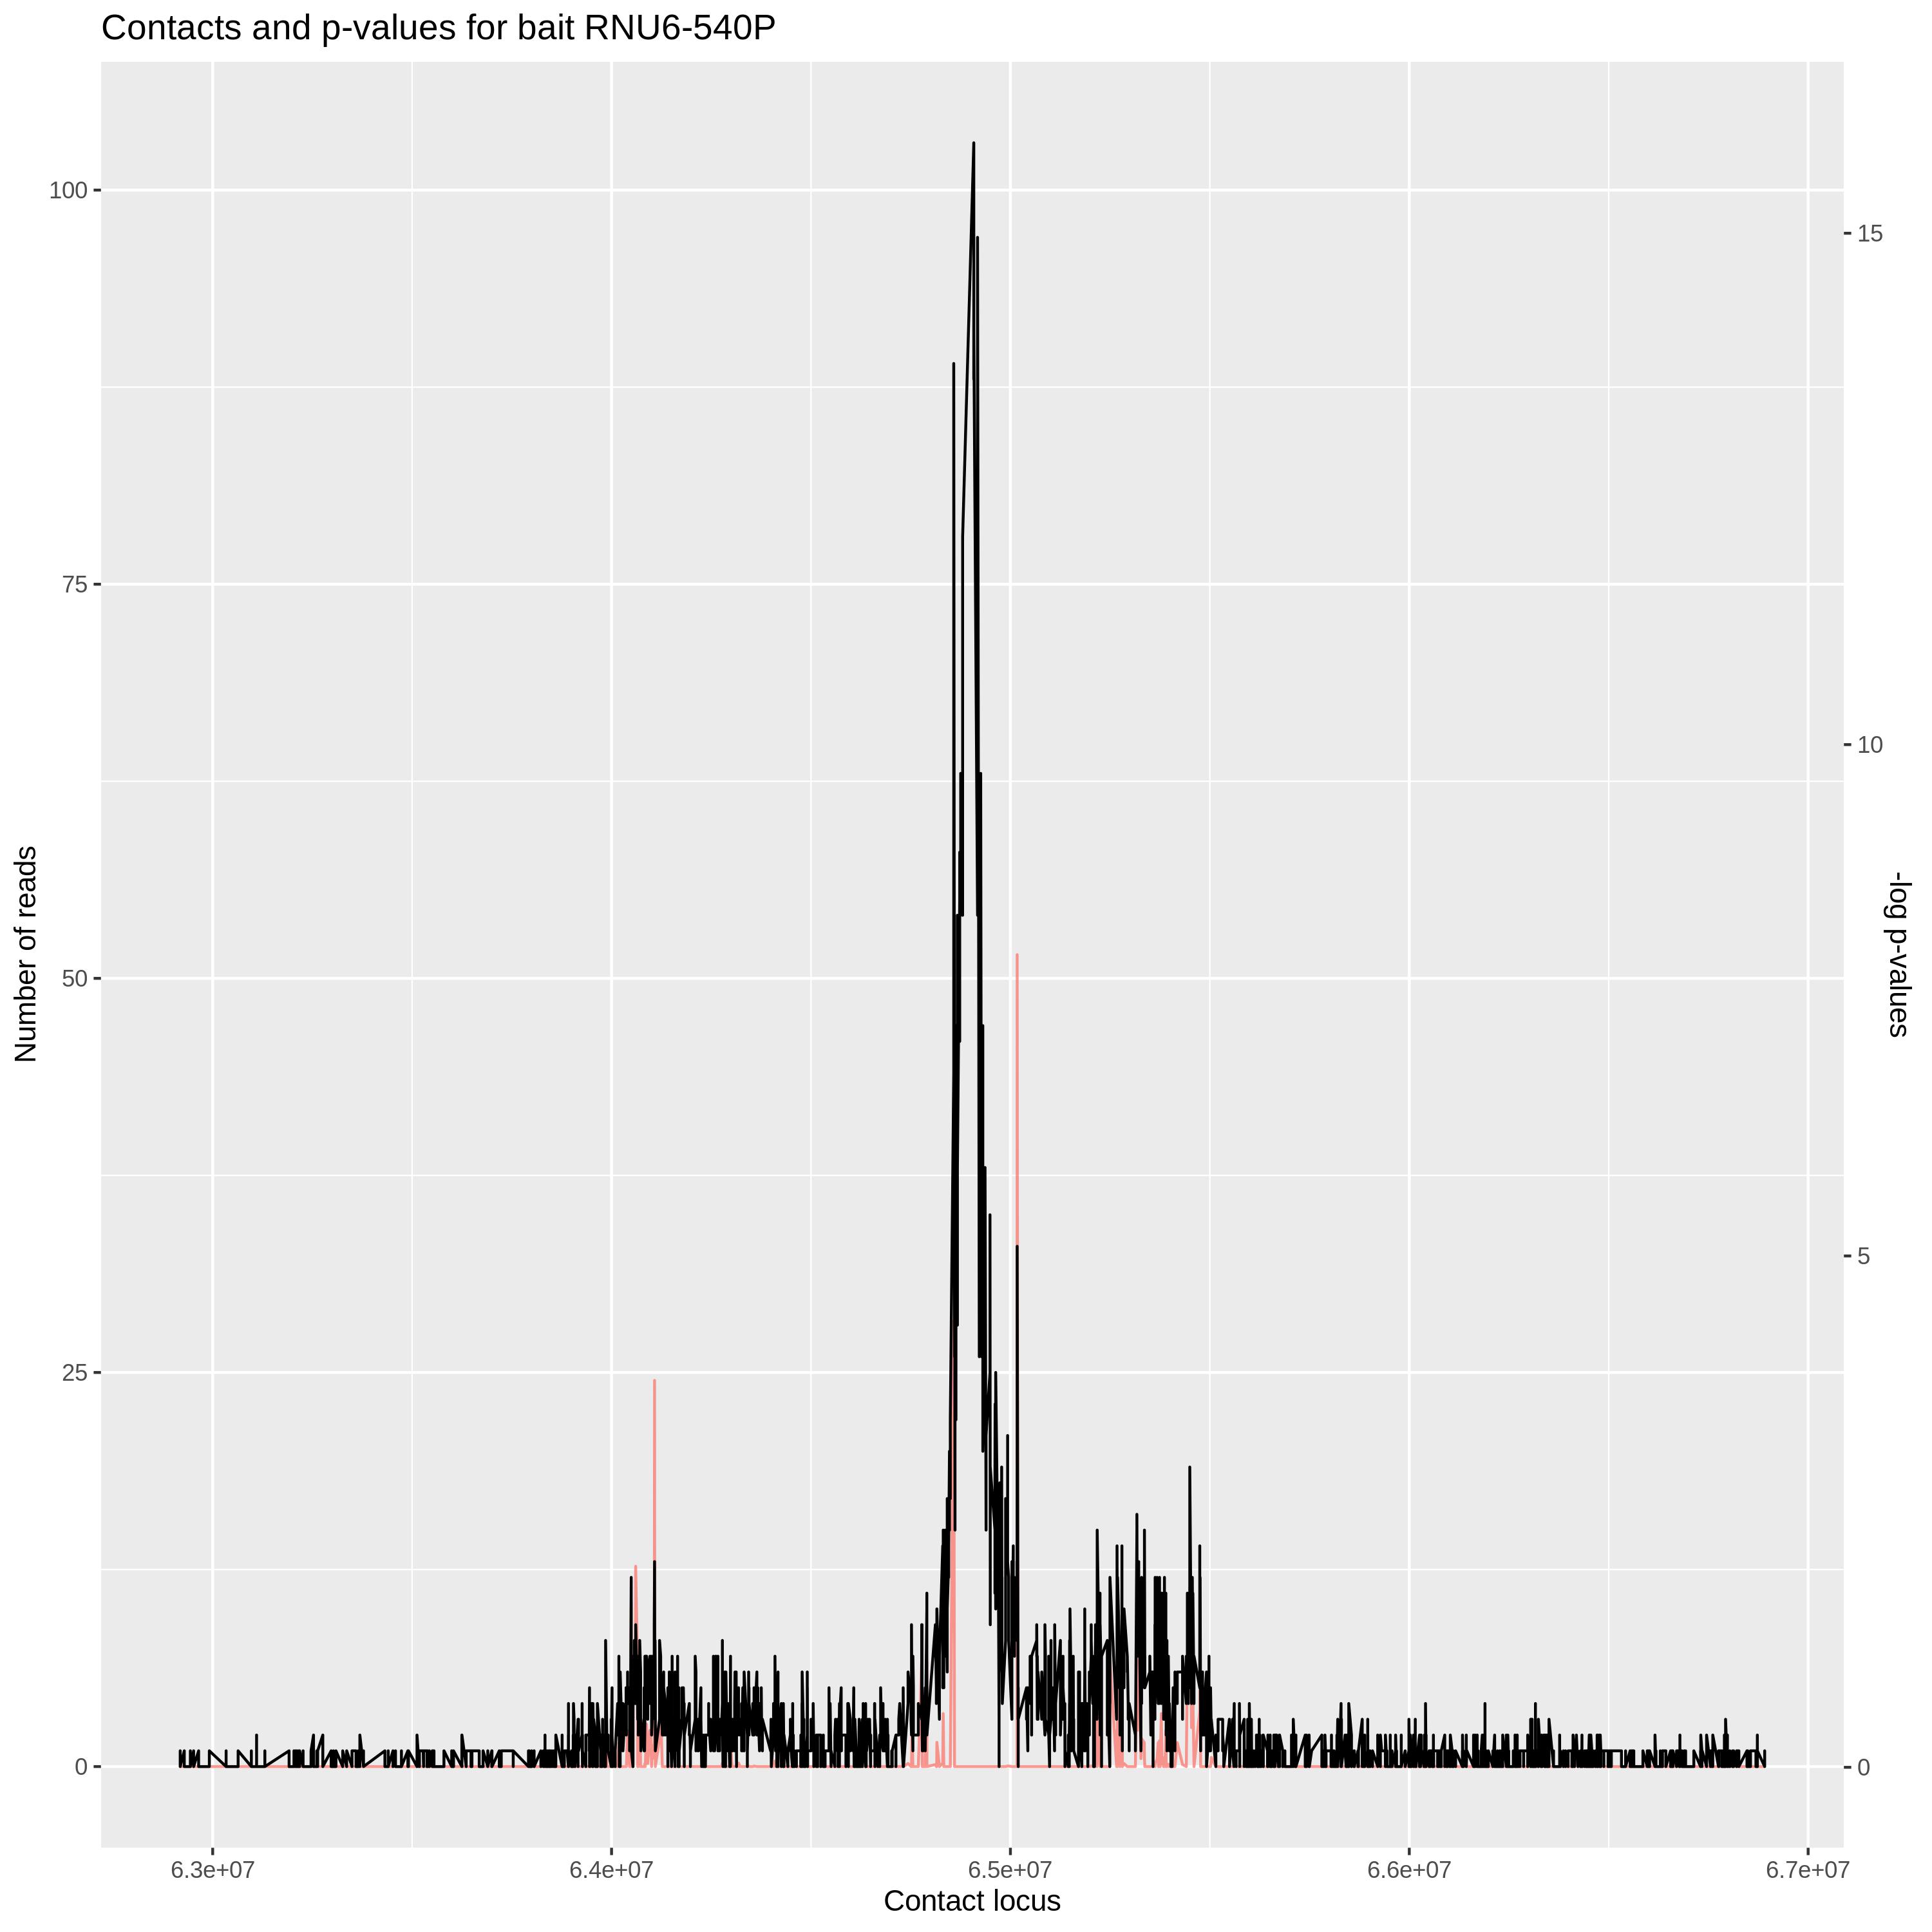 Contacts and p-values for bait RNU6-540P
100
75
50
25
0
Number of reads
15
10
5
0
-log p-values
6.3e+07
6.4e+07
6.5e+07
6.6e+07
6.7e+07
Contact locus